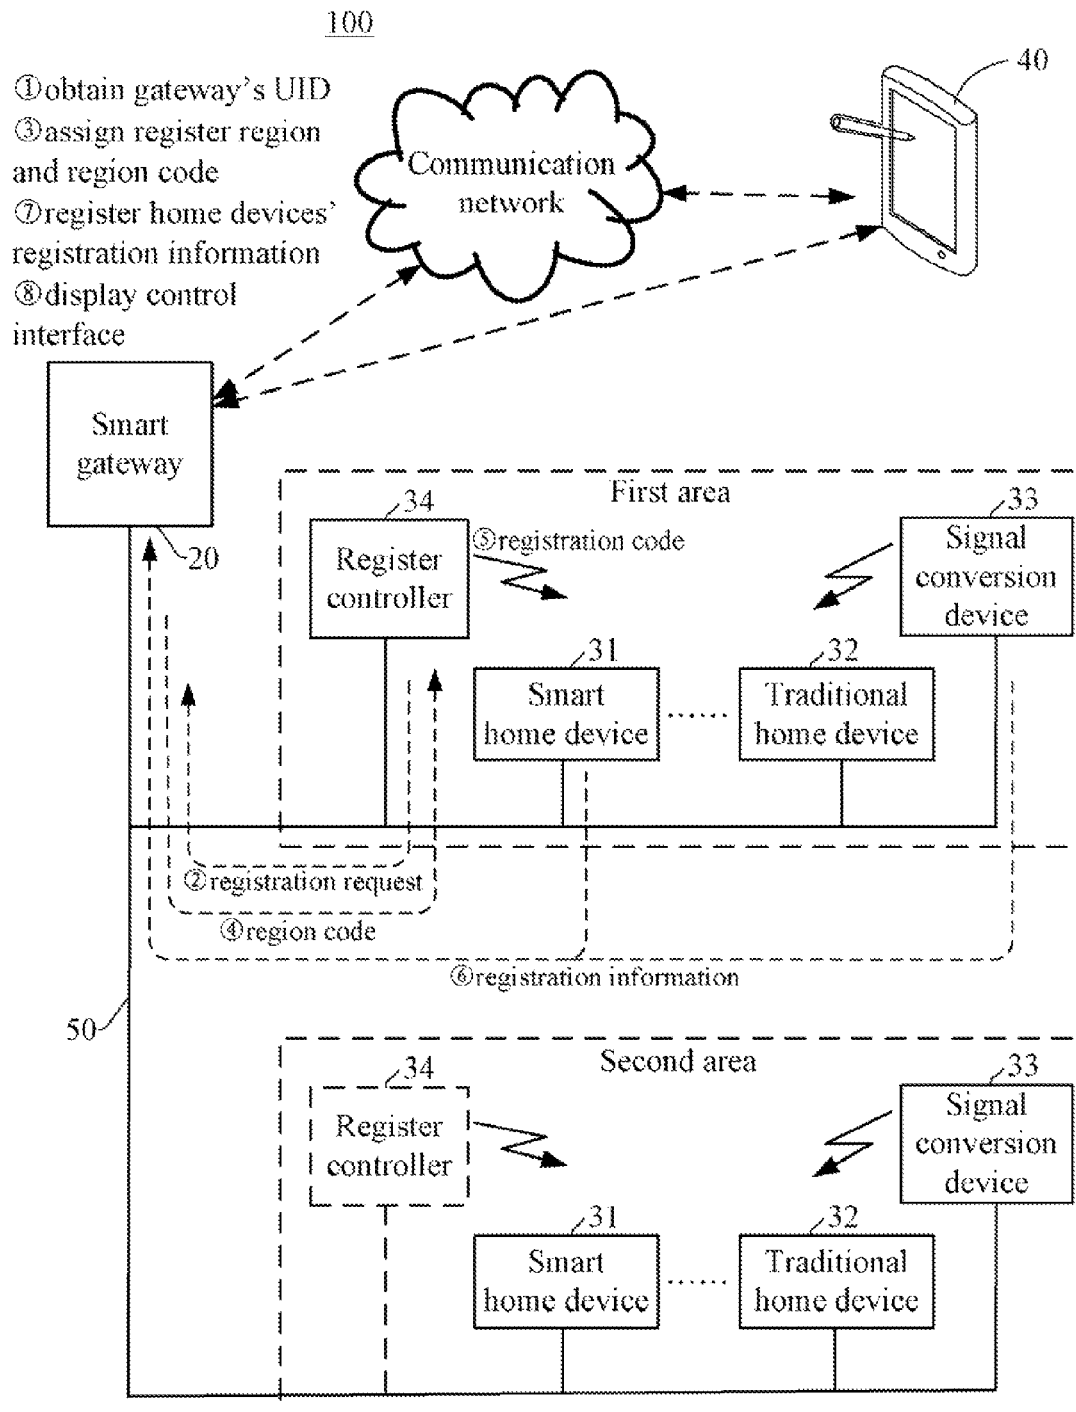 100
①obtain gateway's UID
③assign register region
and region code
⑦register home devices'
registration information
⑧display control
interface
Communication
network
40
Smart
gateway
20
First area
34
Register
controller
⑤registration code
33
Signal
conversion
device
31
Smart
home device
......
32
Traditional
home device
②registration request
④region code
⑥registration information
50
Second area
34
Register
controller
33
Signal
conversion
device
31
Smart
home device
......
32
Traditional
home device